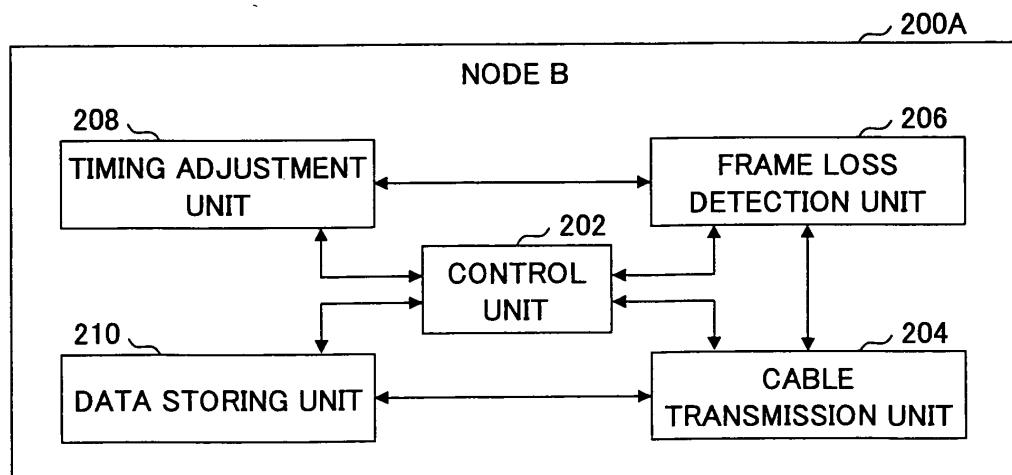 200A
NODE B
208
TIMING ADJUSTMENT
UNIT
206
FRAME LOSS
DETECTION UNIT
202
CONTROL
UNIT
210
DATA STORING UNIT
204
CABLE
TRANSMISSION UNIT